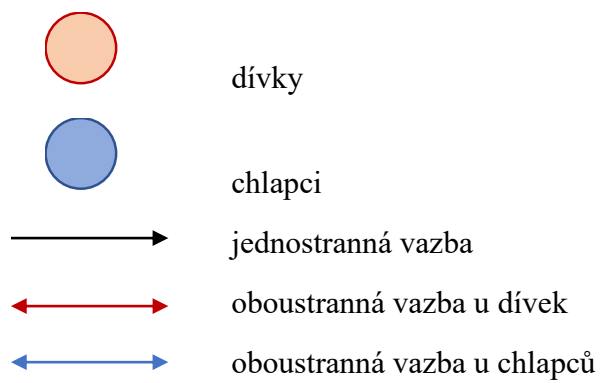 dívky
chlapci
jednostranná vazba
oboustranná vazba u dívek
oboustranná vazba u chlapců